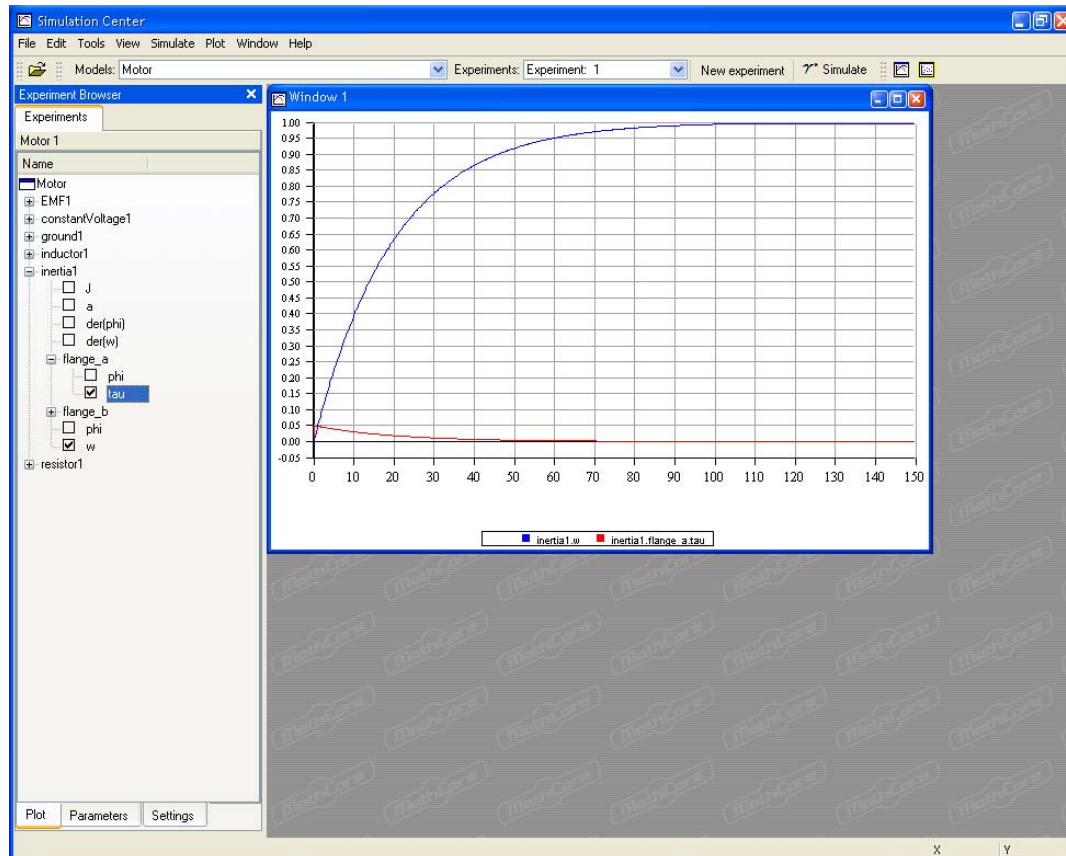 Simulation Center
File Edit Tools View Simulate Plot Window Help
Models: Motor Experiments: Experiment: 1 New experiment Simulate
Experiment Browser
Experiments
Motor 1
Name
Motor
EMF1
constantVoltage1
ground1
inductor1
inertia1
J
a
der(phi)
der(w)
flange_a
phi
tau
flange_b
phi
w
resistor1
Plot Parameters Settings
Window 1
1.00
0.95
0.90
0.85
0.80
0.75
0.70
0.65
0.60
0.55
0.50
0.45
0.40
0.35
0.30
0.25
0.20
0.15
0.10
0.05
0.00
-0.05
0 10 20 30 40 50 60 70 80 90 100 110 120 130 140 150
inertia1.w inertia1.flange_a.tau
MathCore
X Y